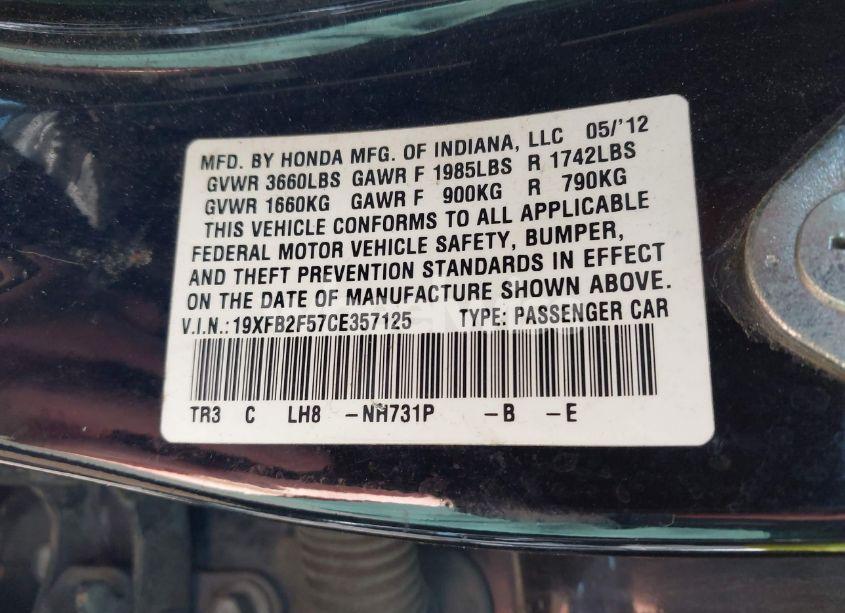 MFD. BY HONDA MFG. OF INDIANA, LLC 05/'12
GVWR 3660LBS GAWR F 1985LBS R 1742LBS
GVWR 1660KG GAWR F 900KG R 790KG
THIS VEHICLE CONFORMS TO ALL APPLICABLE
FEDERAL MOTOR VEHICLE SAFETY, BUMPER,
AND THEFT PREVENTION STANDARDS IN EFFECT
ON THE DATE OF MANUFACTURE SHOWN ABOVE.
V.I.N.:19XFB2F57CE357125 TYPE: PASSENGER CAR
TR3 C LH8 -NH731P -B -E